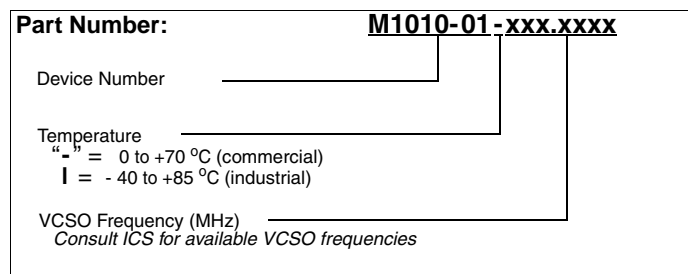 Part Number: M1010-01-xxx.xxxx
Device Number
Temperature
“-” = 0 to +70 °C (commercial)
I = - 40 to +85 °C (industrial)
VCSO Frequency (MHz)
Consult ICS for available VCSO frequencies